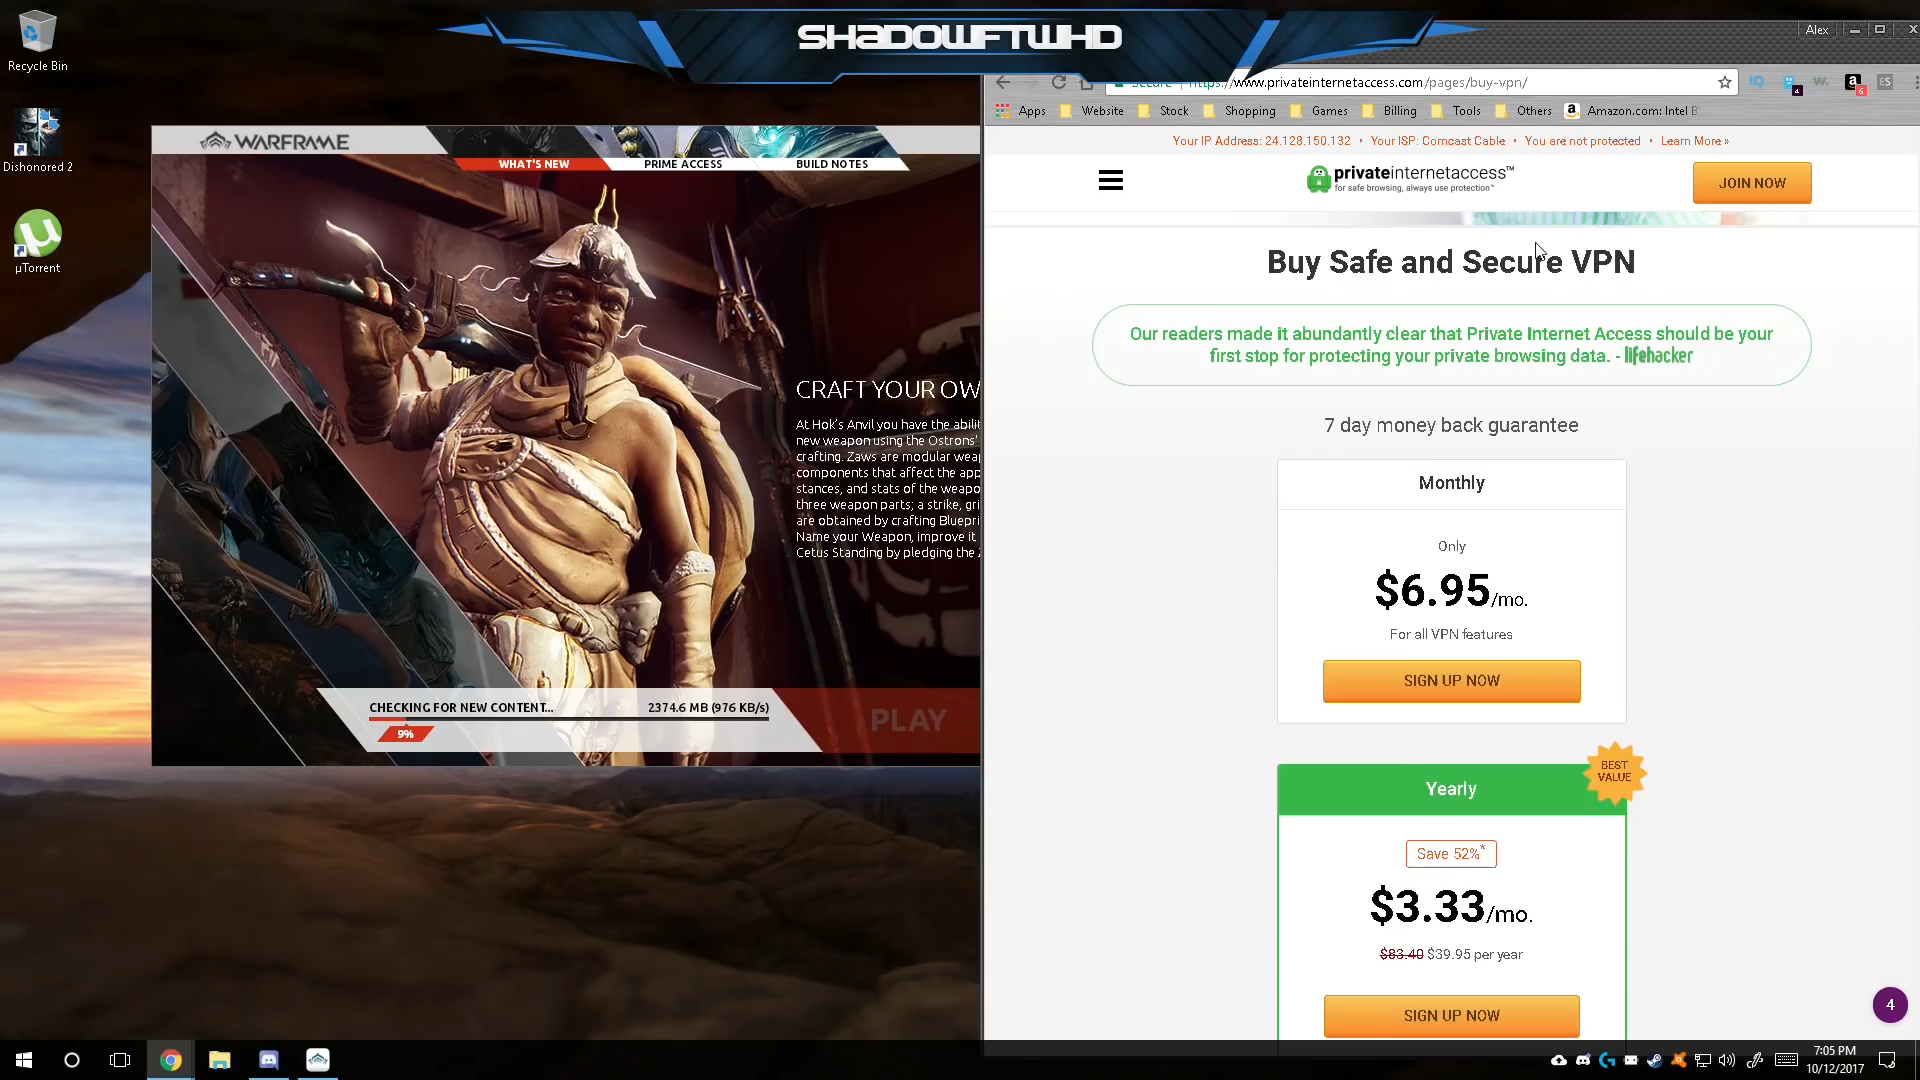 Recycle Bin
Dishonored 2
µTorrent
SHADOWFTWHD
WARFRAME
WHAT'S NEW
PRIME ACCESS
BUILD NOTES
CRAFT YOUR OW
At Hok's Anvil you have the abilit
new weapon using the Ostrons'
crafting. Zaws are modular weap
components that affect the app
stances, and stats of the weapo
three weapon parts; a strike, gri
are obtained by crafting Bluepri
Name your Weapon, improve it
Cetus Standing by pledging the
CHECKING FOR NEW CONTENT...
2374.6 MB (976 KB/s)
9%
PLAY
Alex
Secure https://www.privateinternetaccess.com/pages/buy-vpn/
Apps Website Stock Shopping Games Billing Tools Others Amazon.com: Intel B
Your IP Address: 24.128.150.132 • Your ISP: Comcast Cable • You are not protected • Learn More »
privateinternetaccess™
for safe browsing, always use protection™
JOIN NOW
Buy Safe and Secure VPN
Our readers made it abundantly clear that Private Internet Access should be your
first stop for protecting your private browsing data. - lifehacker
7 day money back guarantee
Monthly
Only
$6.95/mo.
For all VPN features
SIGN UP NOW
BEST
VALUE
Yearly
Save 52%*
$3.33/mo.
$83.40 $39.95 per year
SIGN UP NOW
4
7:05 PM
10/12/2017